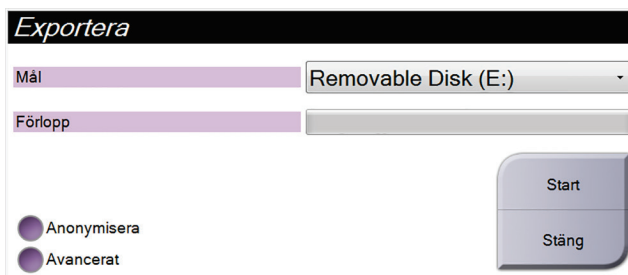 Exportera
Mål
Removable Disk (E:)
Förlopp
Start
Anonymisera
Stäng
Avancerat